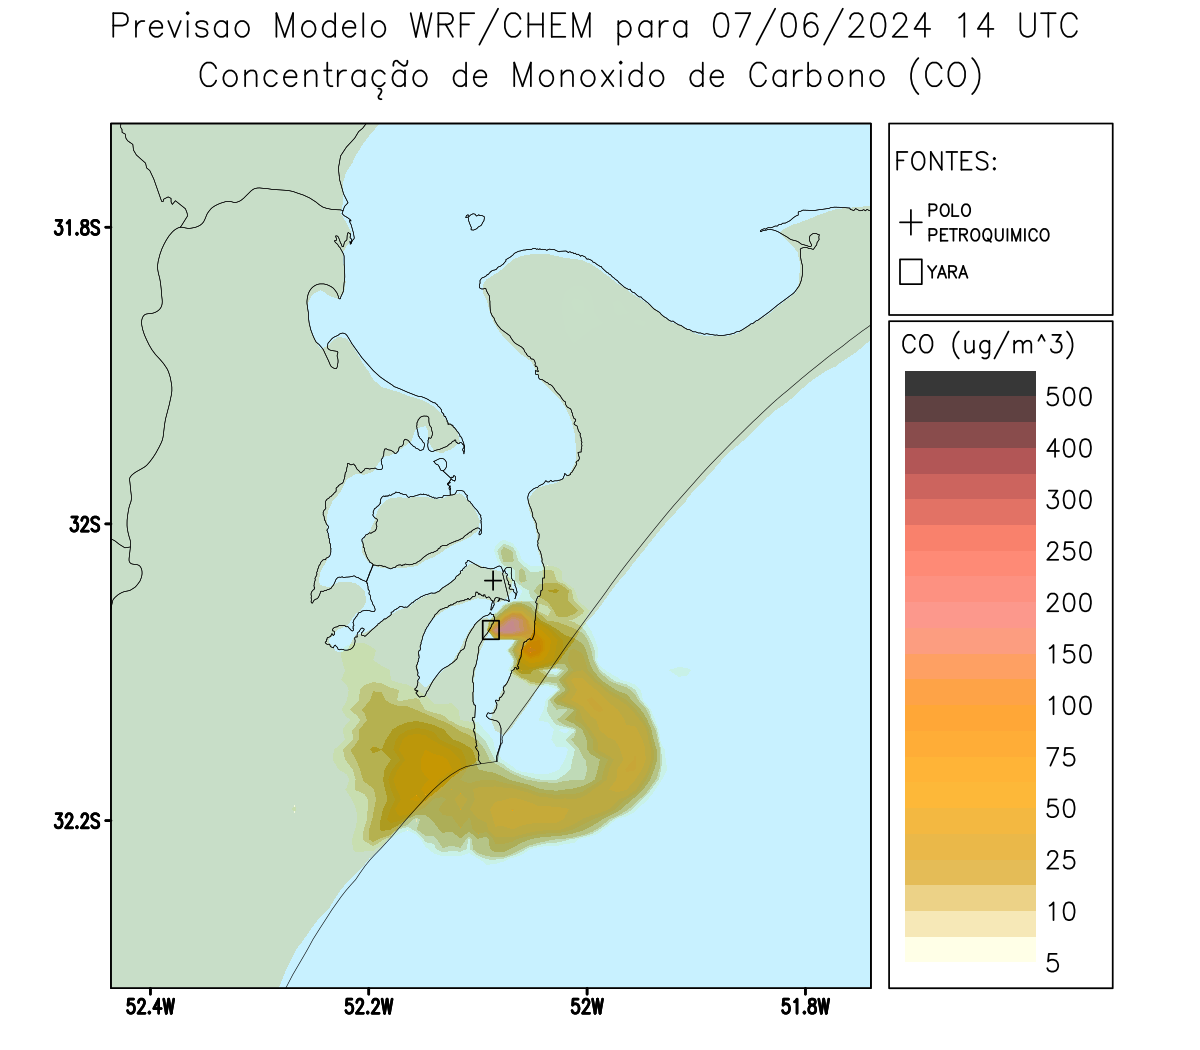 Previsao Modelo WRF/CHEM para 07/06/2024 14 UTC
Concentração de Monoxido de Carbono (CO)
FONTES:
POLO
PETROQUIMICO
YARA
31.8S
32S
32.2S
52.4W
52.2W
52W
51.8W
CO (ug/m^3)
500
400
300
250
200
150
100
75
50
25
10
5